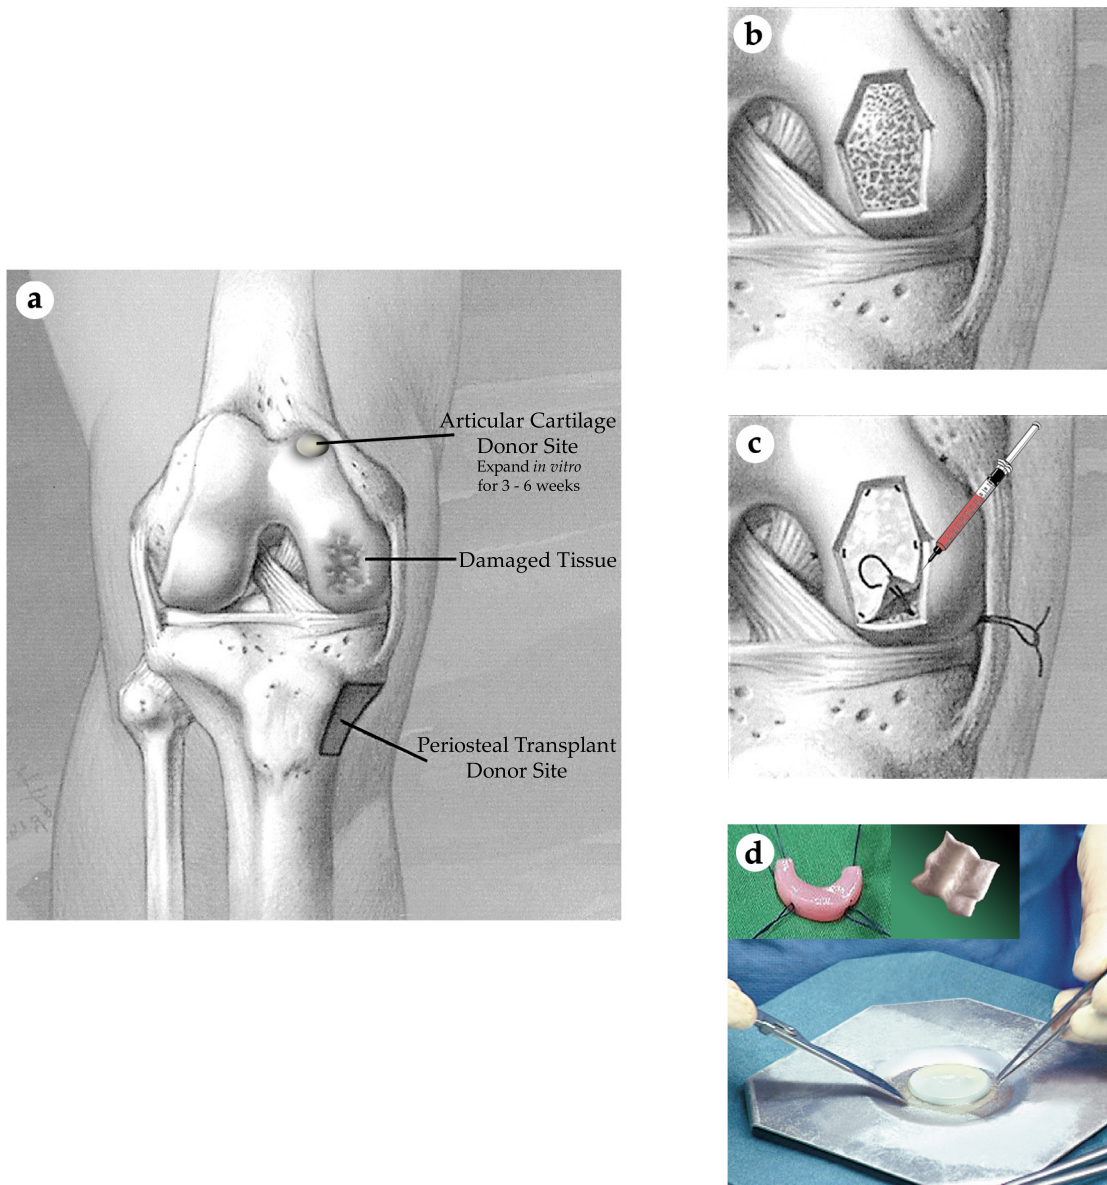 a
Articular Cartilage
Donor Site
Expand in vitro
for 3 - 6 weeks
Damaged Tissue
Periosteal Transplant
Donor Site
b
c
d